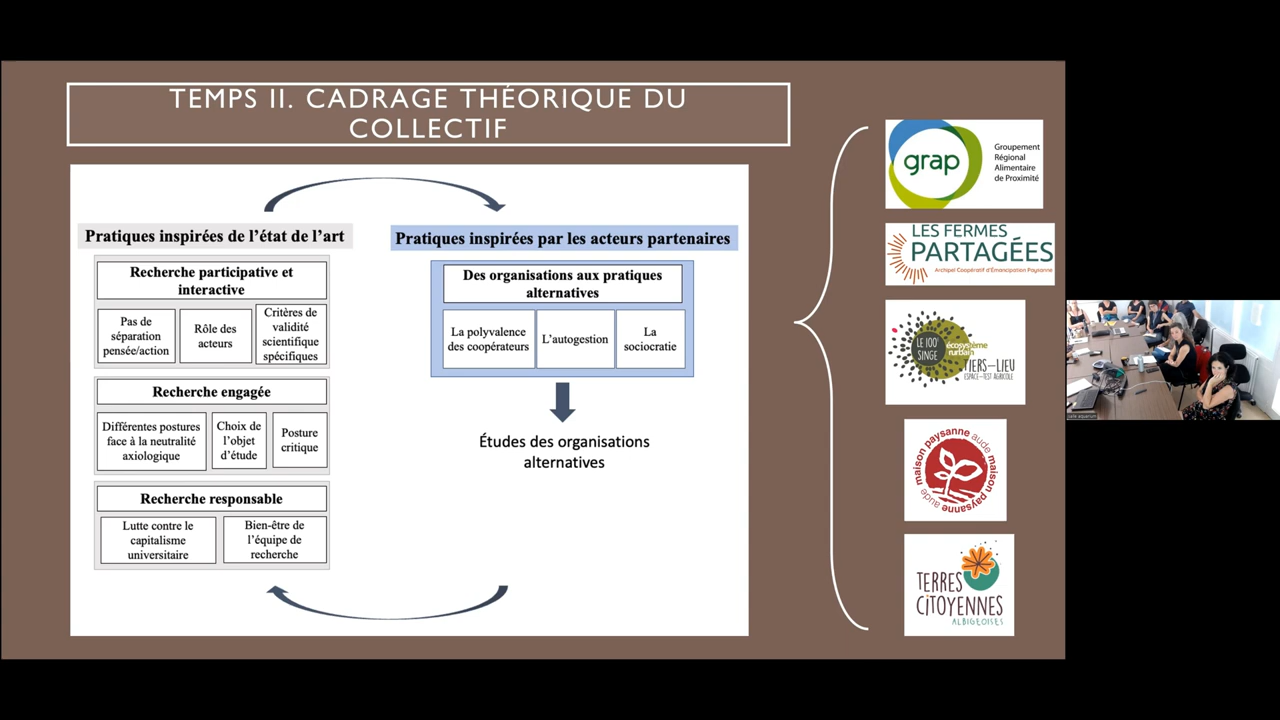 TEMPS II. CADRAGE THÉORIQUE DU
COLLECTIF
Pratiques inspirées de l'état de l'art
Recherche participative et
interactive
Pas de
séparation
pensée/action
Rôle des
acteurs
Critères de
validité
scientifique
spécifiques
Recherche engagée
Différentes postures
face à la neutralité
axiologique
Choix de
l'objet
d'étude
Posture
critique
Recherche responsable
Lutte contre le
capitalisme
universitaire
Bien-être de
l'équipe de
recherche
Pratiques inspirées par les acteurs partenaires
Des organisations aux pratiques
alternatives
La polyvalence
des coopérateurs
L'autogestion
La
sociocratie
Études des organisations
alternatives
grap
Groupement
Régional
Alimentaire
de Proximité
LES FERMES
PARTAGÉES
Archipel Coopératif d'Émancipation Paysanne
LE 100e
SINGE
écosystème
rurbain
TIERS-LIEU
ESPACE-TEST AGRICOLE
maison paysanne aude maison paysanne aude
TERRES
CiTOYENNES
ALBIGEOISES